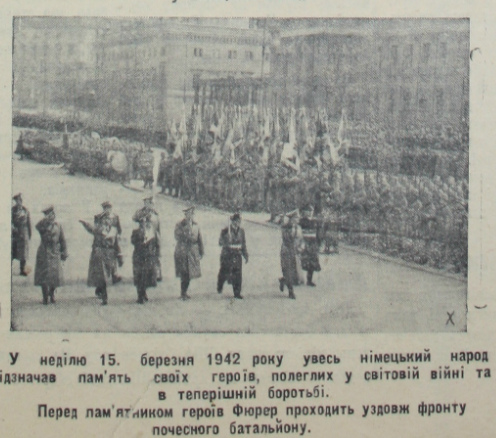 У неділю 15. березня 1942 року увесь німецький народ
ідзначав пам'ять своїх героїв, полеглих у світовій війні та
в теперішній боротьбі.
Перед пам'ятником героїв Фюрер проходить уздовж фронту
почесного батальйону.
X